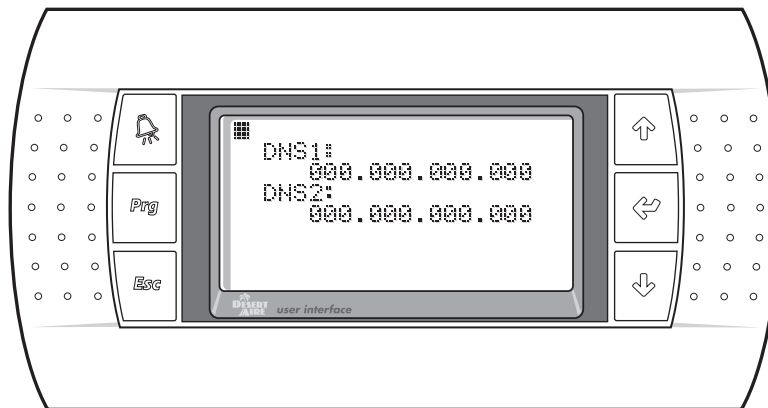 DNS1:
000.000.000.000
DNS2:
000.000.000.000
Prg
Esc
DESERT
AIRE
user interface